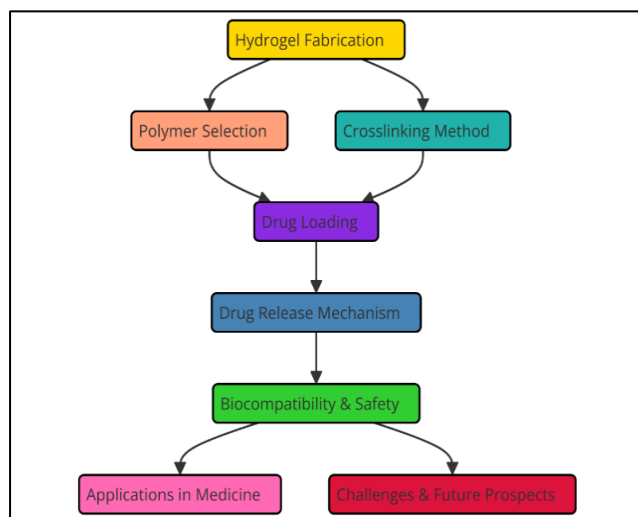 Hydrogel Fabrication
Polymer Selection
Crosslinking Method
Drug Loading
Drug Release Mechanism
Biocompatibility & Safety
Applications in Medicine
Challenges & Future Prospects